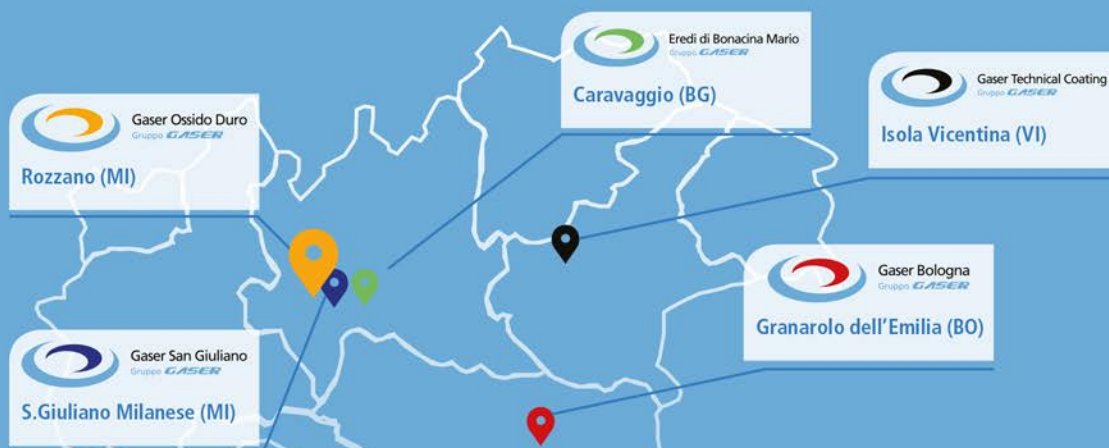 Eredi di Bonacina Mario
Gruppo GASER
Caravaggio (BG)
Gaser Technical Coating
Gruppo GASER
Isola Vicentina (VI)
Gaser Ossido Duro
Gruppo GASER
Rozzano (MI)
Gaser Bologna
Gruppo GASER
Granarolo dell'Emilia (BO)
Gaser San Giuliano
Gruppo GASER
S.Giuliano Milanese (MI)